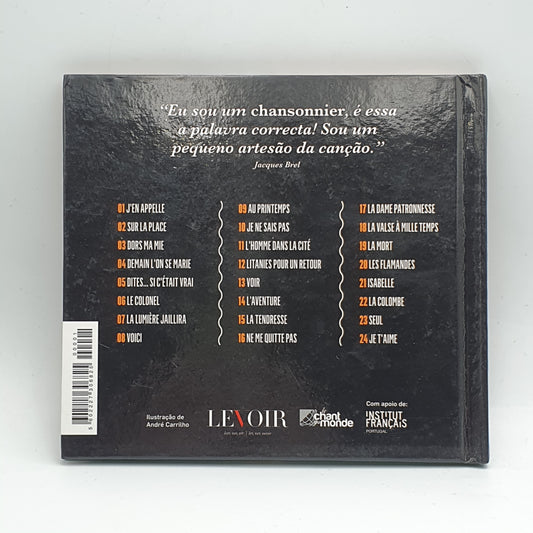 “Eu sou um chansonnier, é essa
a palavra correcta! Sou um
pequeno artesão da canção.”
Jacques Brel
01 J'EN APPELLE
02 SUR LA PLACE
03 DORS MA MIE
04 DEMAIN L'ON SE MARIE
05 DITES... SI C'ÉTAIT VRAI
06 LE COLONEL
07 LA LUMIÈRE JAILLIRA
08 VOICI
09 AU PRINTEMPS
10 JE NE SAIS PAS
11 L'HOMME DANS LA CITÉ
12 LITANIES POUR UN RETOUR
13 VOIR
14 L'AVENTURE
15 LA TENDRESSE
16 NE ME QUITTE PAS
17 LA DAME PATRONNESSE
18 LA VALSE À MILLE TEMPS
19 LA MORT
20 LES FLAMANDES
21 ISABELLE
22 LA COLOMBE
23 SEUL
24 JE T'AIME
00001
Ilustração de
André Carrilho
LEVOIR
le chant
du monde
Com apoio de:
INSTITUT
FRANÇAIS
PORTUGAL